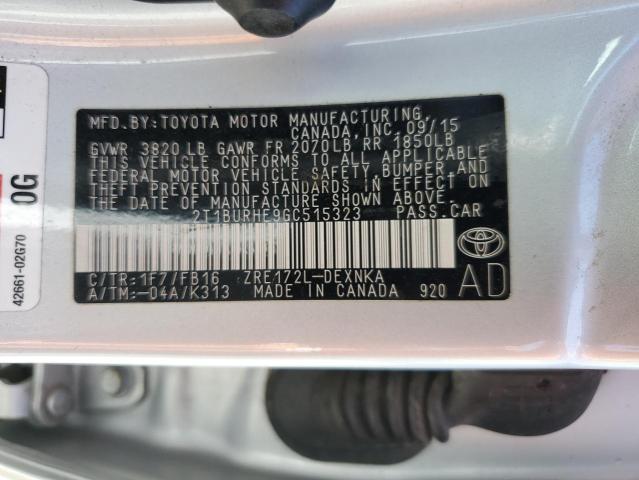 MFD.BY:TOYOTA MOTOR MANUFACTURING,
CANADA, INC. 09/15
GVWR 3820 LB GAWR FR 2070LB RR 1850LB
THIS VEHICLE CONFORMS TO ALL APPLICABLE
FEDERAL MOTOR VEHICLE SAFETY, BUMPER, AND
THEFT PREVENTION STANDARDS IN EFFECT ON
THE DATE OF MANUFACTURE SHOWN ABOVE.
2T1BURHE9GC515323 PASS.CAR
C/TR:1F7/FB16 ZRE172L-DEXNKA
A/TM:-04A/K313 MADE IN CANADA 920
AD
42661-02G70
0G